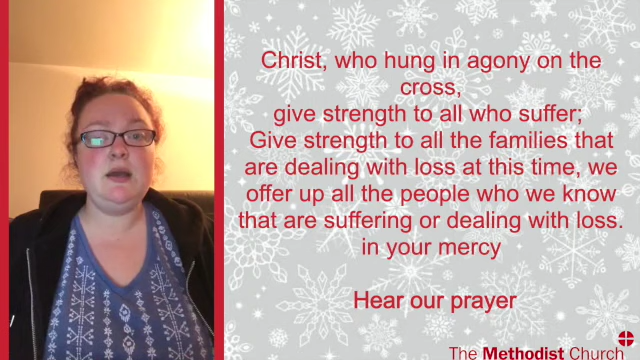 Christ, who hung in agony on the
cross,
give strength to all who suffer;
Give strength to all the families that
are dealing with loss at this time, we
offer up all the people who we know
that are suffering or dealing with loss.
in your mercy
Hear our prayer
The Methodist Church